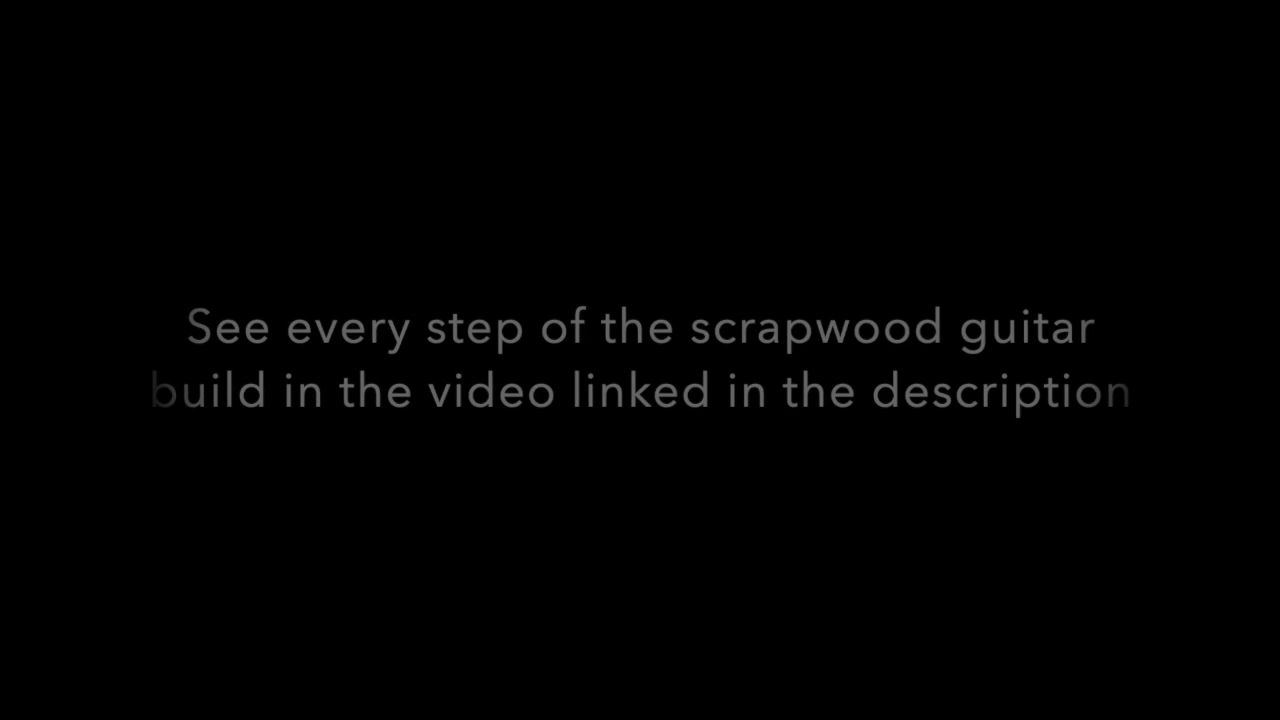 See every step of the scrapwood guitar
build in the video linked in the description